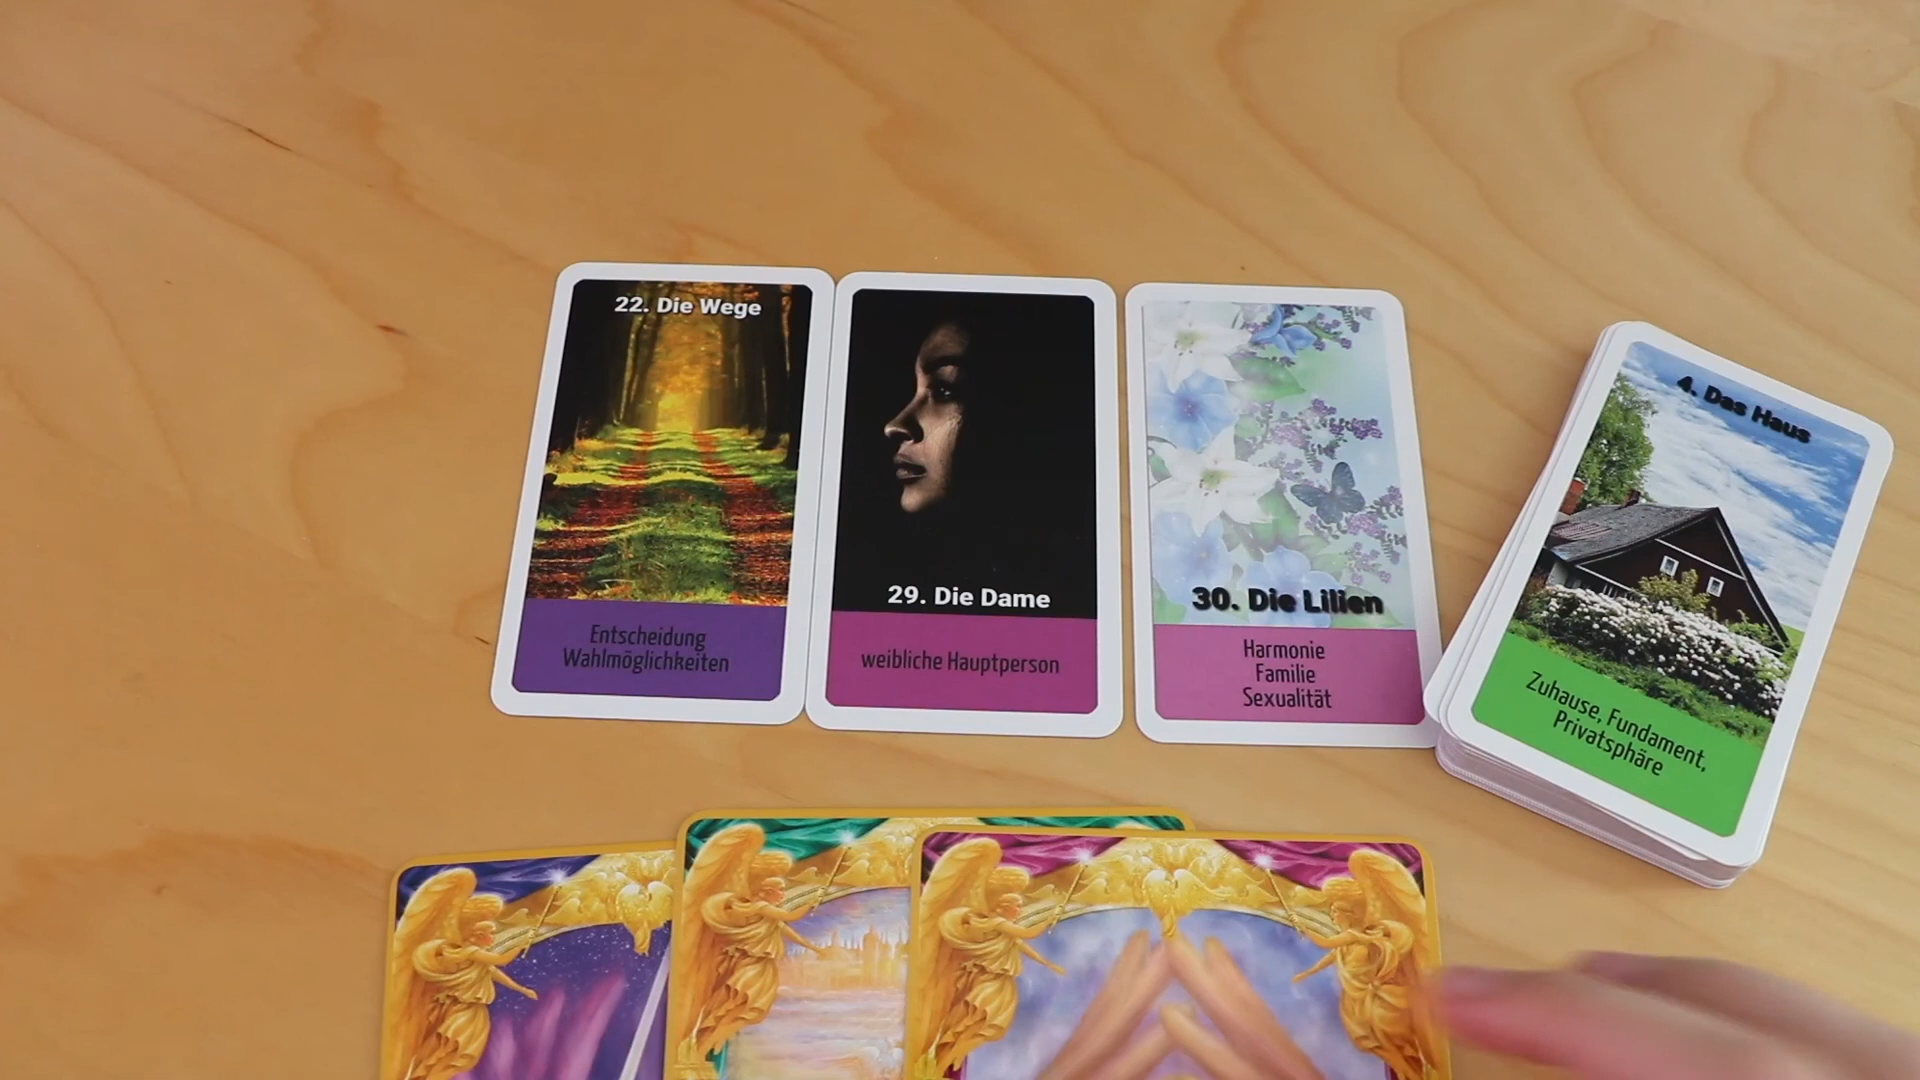 22. Die Wege
Entscheidung
Wahlmöglichkeiten
29. Die Dame
weibliche Hauptperson
30. Die Lilien
Harmonie
Familie
Sexualität
4. Das Haus
Zuhause, Fundament,
Privatsphäre